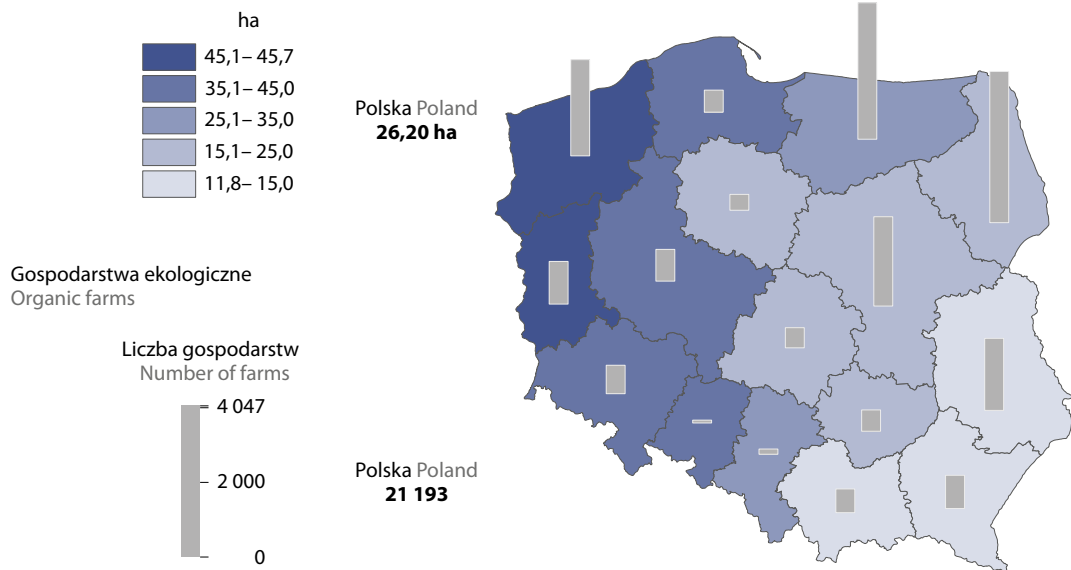 ha
45,1– 45,7
35,1– 45,0
25,1– 35,0
15,1– 25,0
11,8– 15,0
Polska Poland
26,20 ha
Gospodarstwa ekologiczne
Organic farms
Liczba gospodarstw
Number of farms
4 047
2 000
0
Polska Poland
21 193